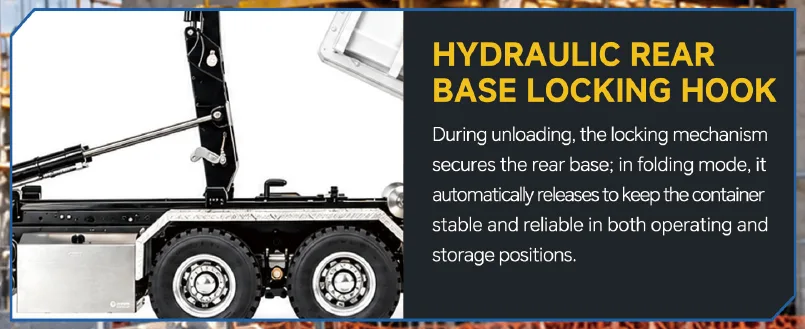 HYDRAULIC REAR
BASE LOCKING HOOK
During unloading, the locking mechanism
secures the rear base; in folding mode, it
automatically releases to keep the container
stable and reliable in both operating and
storage positions.